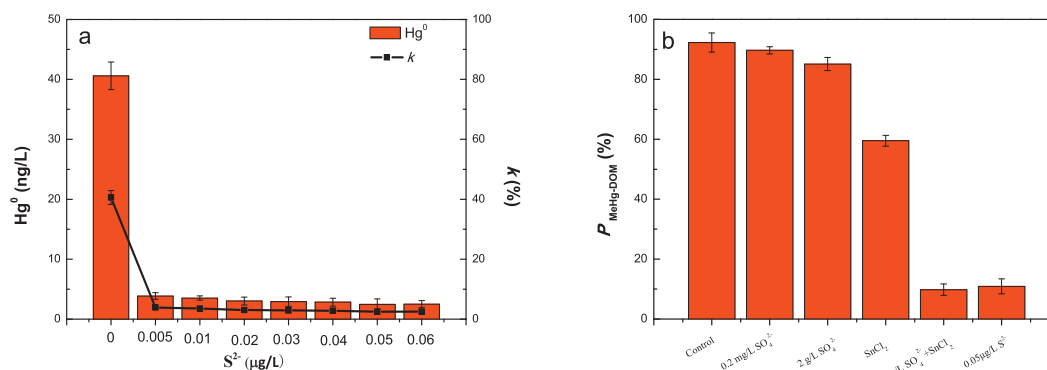 a
Hg⁰
k
50
40
30
20
10
0
Hg⁰ (ng/L)
100
80
60
40
20
0
k (%)
0 0.005 0.01 0.02 0.03 0.04 0.05 0.06
S²⁻ (μg/L)
b
100
80
60
40
20
0
P MeHg-DOM (%)
Control
0.2 mg/L SO₄²⁻
2 g/L SO₄²⁻
SnCl₂
/L SO₄²⁻+SnCl₂
0.05μg/L S²⁻